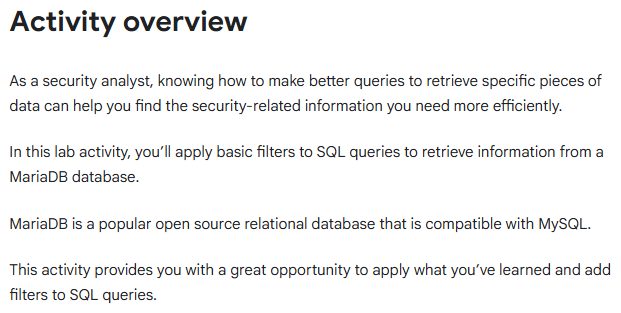 Activity overview
As a security analyst, knowing how to make better queries to retrieve specific pieces of
data can help you find the security-related information you need more efficiently.
In this lab activity, you’ll apply basic filters to SQL queries to retrieve information from a
MariaDB database.
MariaDB is a popular open source relational database that is compatible with MySQL.
This activity provides you with a great opportunity to apply what you’ve learned and add
filters to SQL queries.